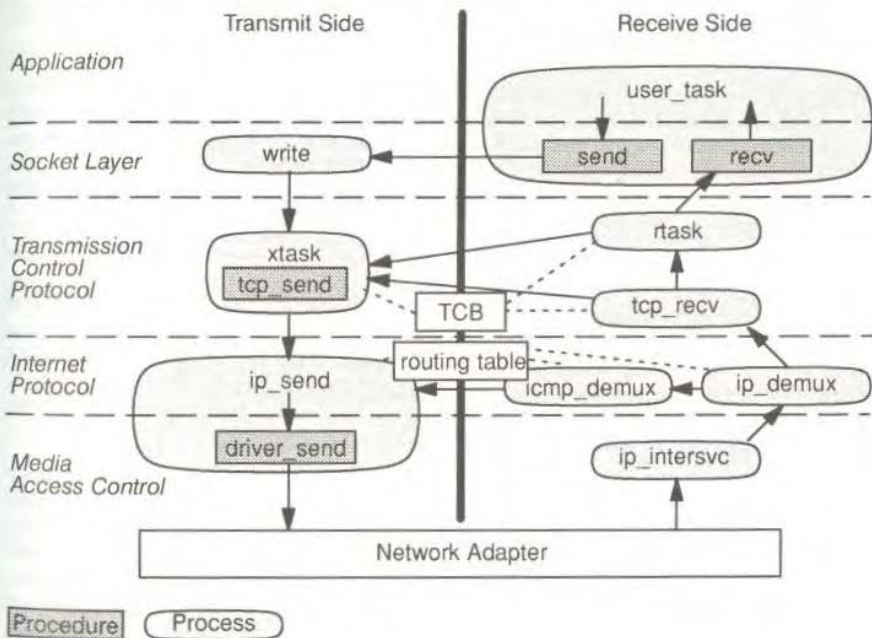 Transmit Side
Receive Side
Application
user_task
Socket Layer
write
send
recv
Transmission
Control
Protocol
xtask
tcp_send
rtask
TCB
tcp_recv
Internet
Protocol
routing table
ip_send
icmp_demux
ip_demux
driver_send
Media
Access Control
ip_intersvc
Network Adapter
Procedure
Process